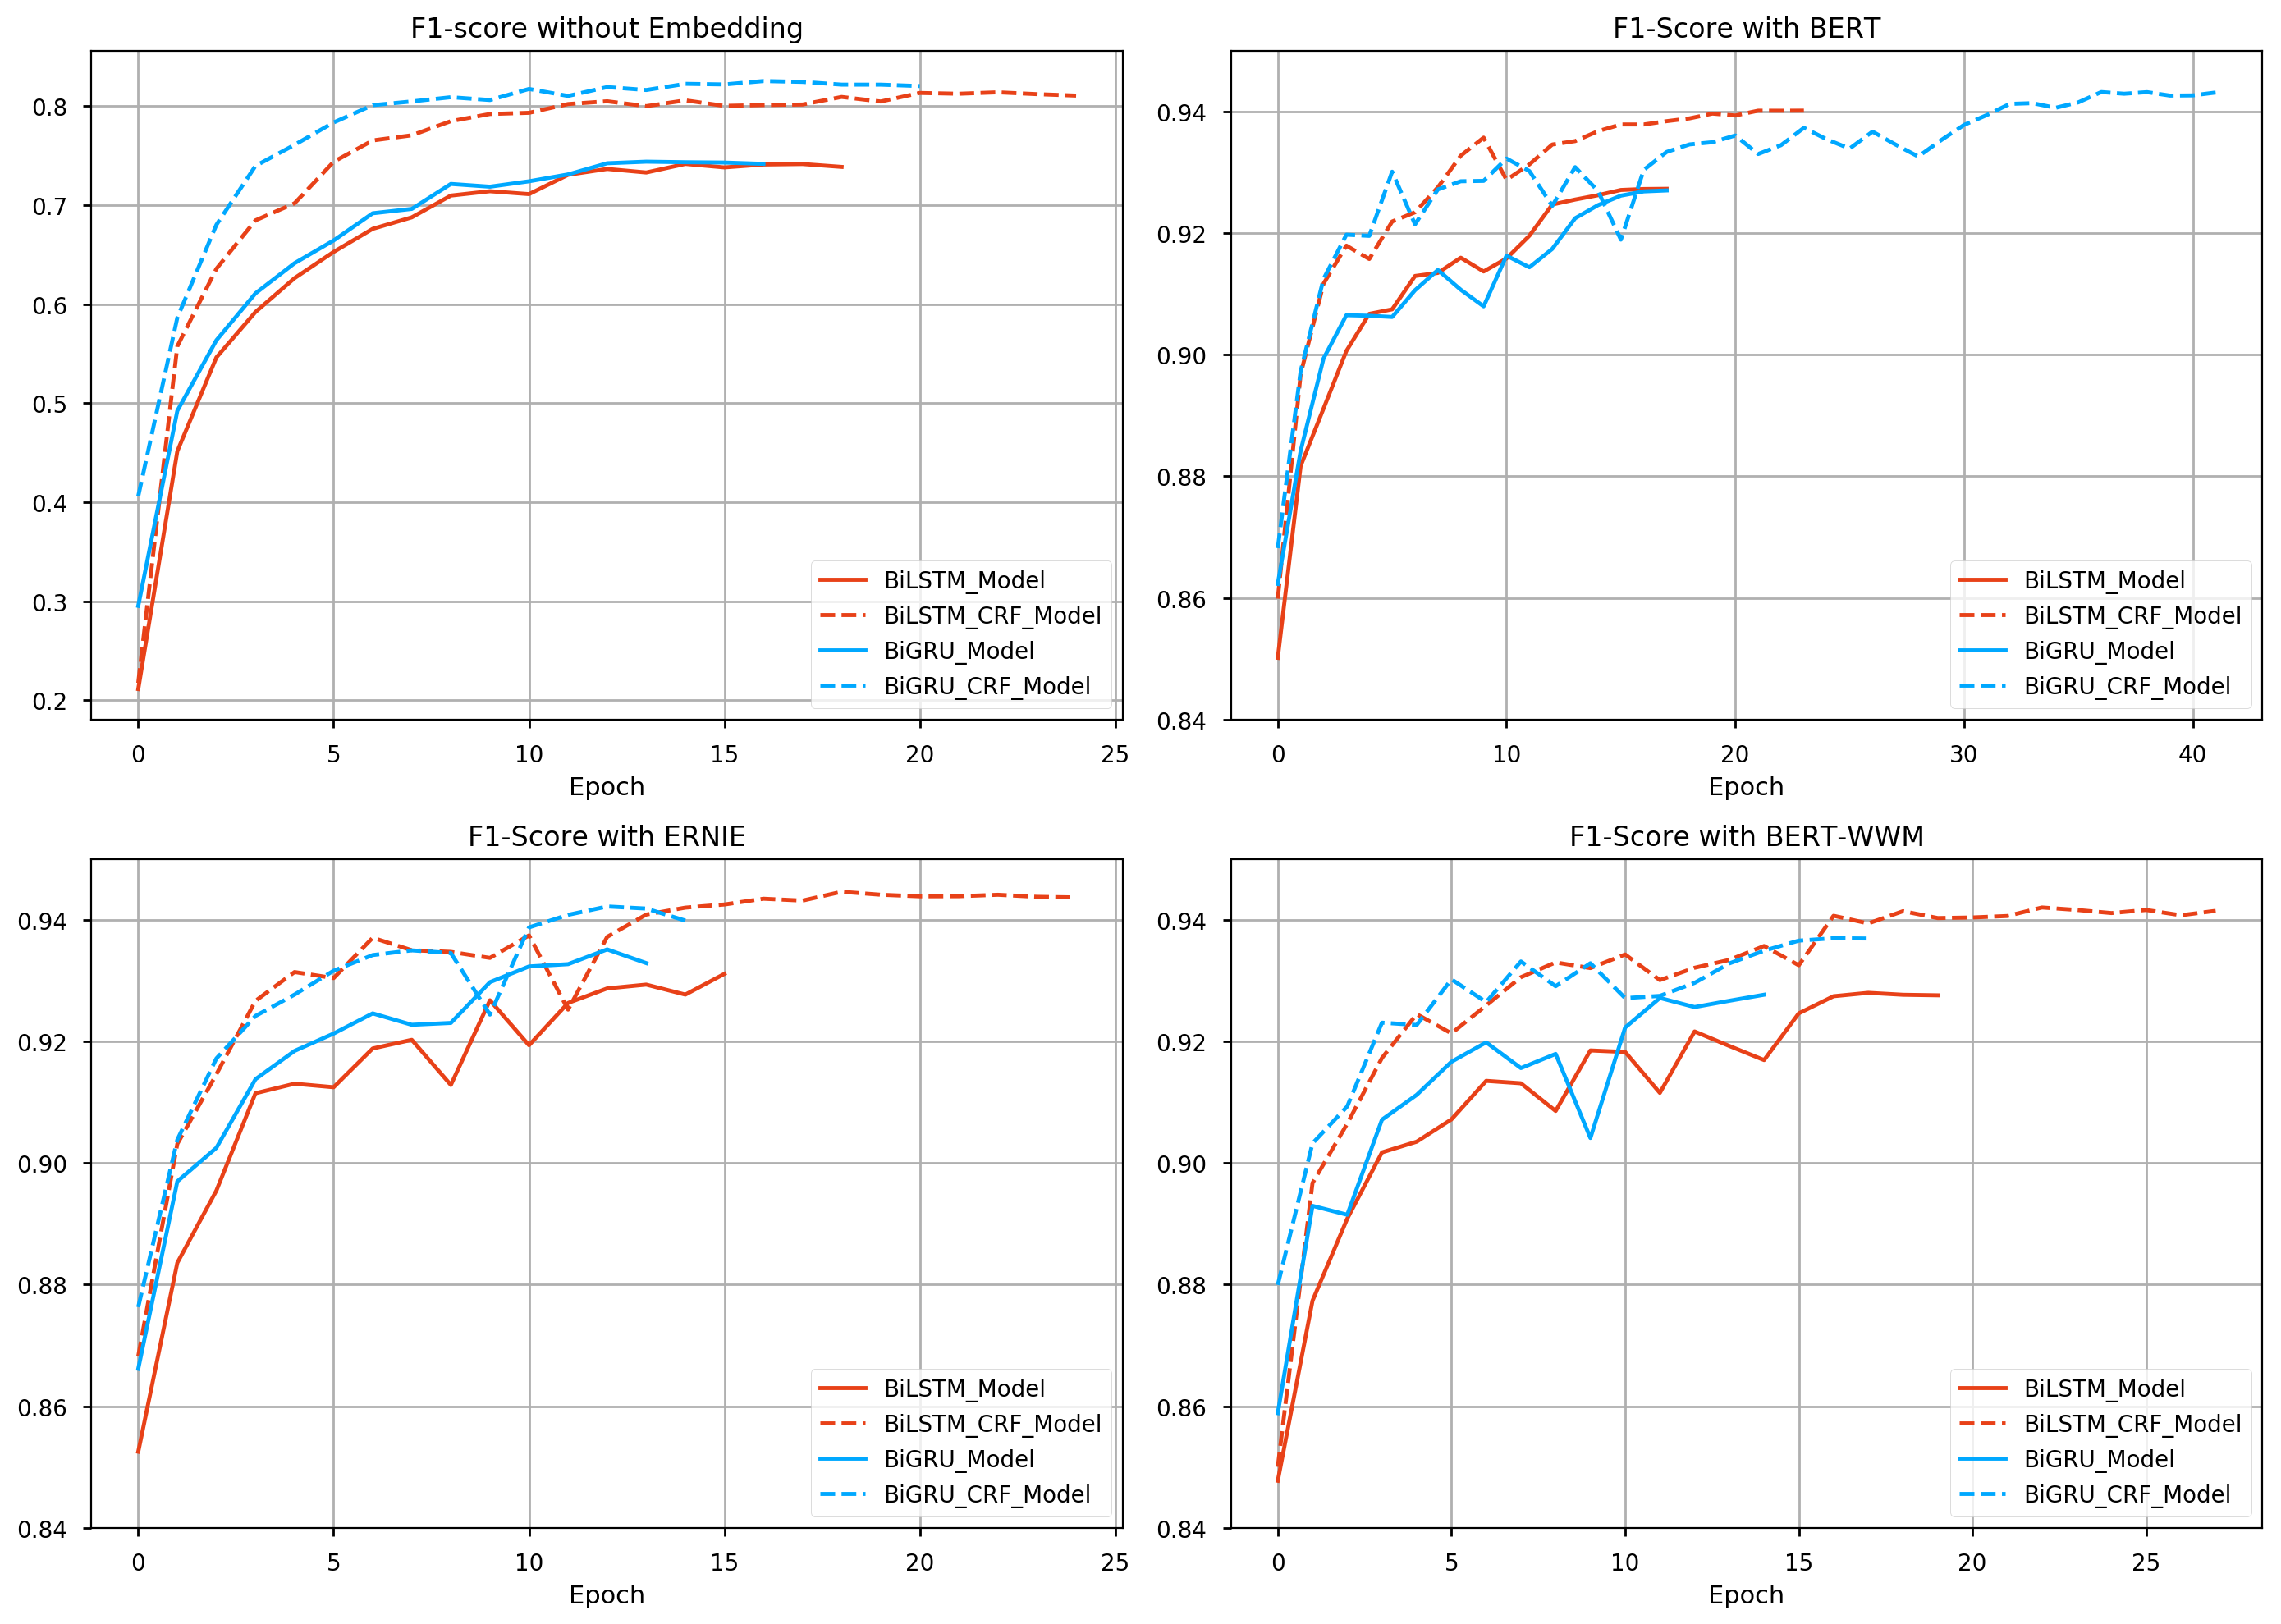 F1-score without Embedding
0.8
0.7
0.6
0.5
0.4
0.3
0.2
0 5 10 15 20 25
Epoch
BiLSTM_Model
BiLSTM_CRF_Model
BiGRU_Model
BiGRU_CRF_Model
F1-Score with BERT
0.94
0.92
0.90
0.88
0.86
0.84
0 10 20 30 40
Epoch
BiLSTM_Model
BiLSTM_CRF_Model
BiGRU_Model
BiGRU_CRF_Model
F1-Score with ERNIE
0.94
0.92
0.90
0.88
0.86
0.84
0 5 10 15 20 25
Epoch
BiLSTM_Model
BiLSTM_CRF_Model
BiGRU_Model
BiGRU_CRF_Model
F1-Score with BERT-WWM
0.94
0.92
0.90
0.88
0.86
0.84
0 5 10 15 20 25
Epoch
BiLSTM_Model
BiLSTM_CRF_Model
BiGRU_Model
BiGRU_CRF_Model